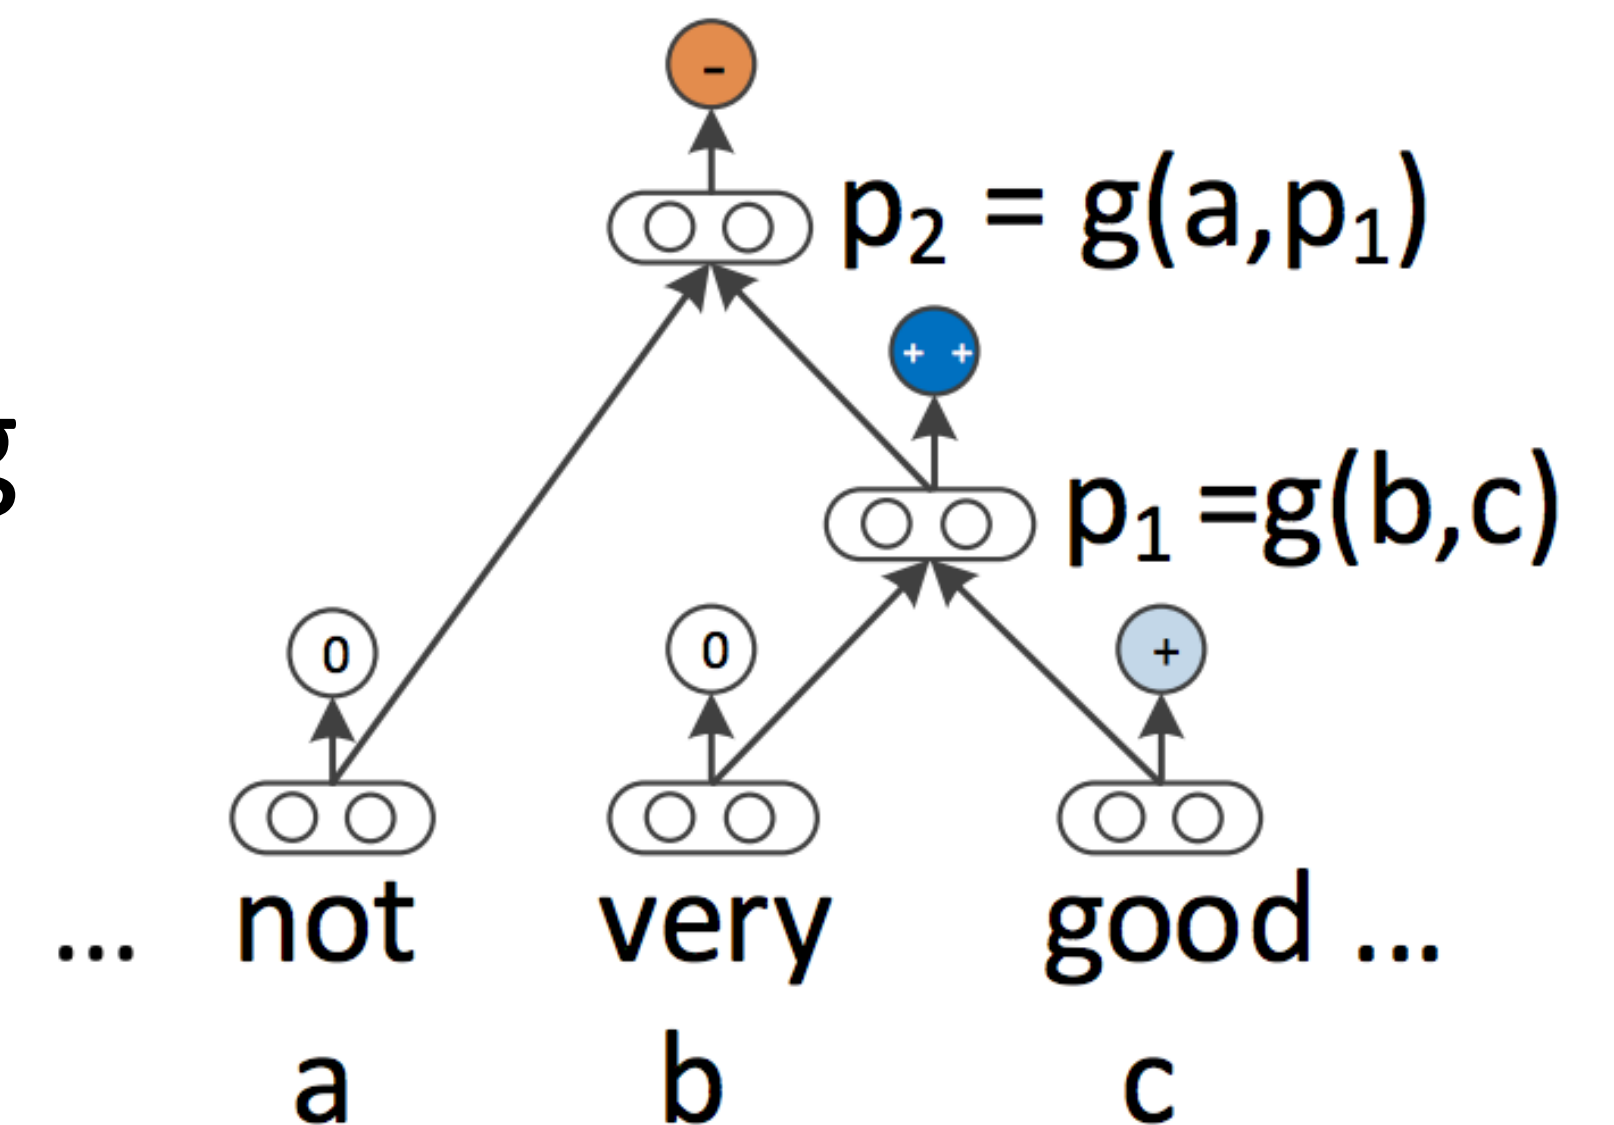 -
p₂ = g(a,p₁)
+ +
g
p₁ =g(b,c)
0 0 +
... not very good ...
a b c